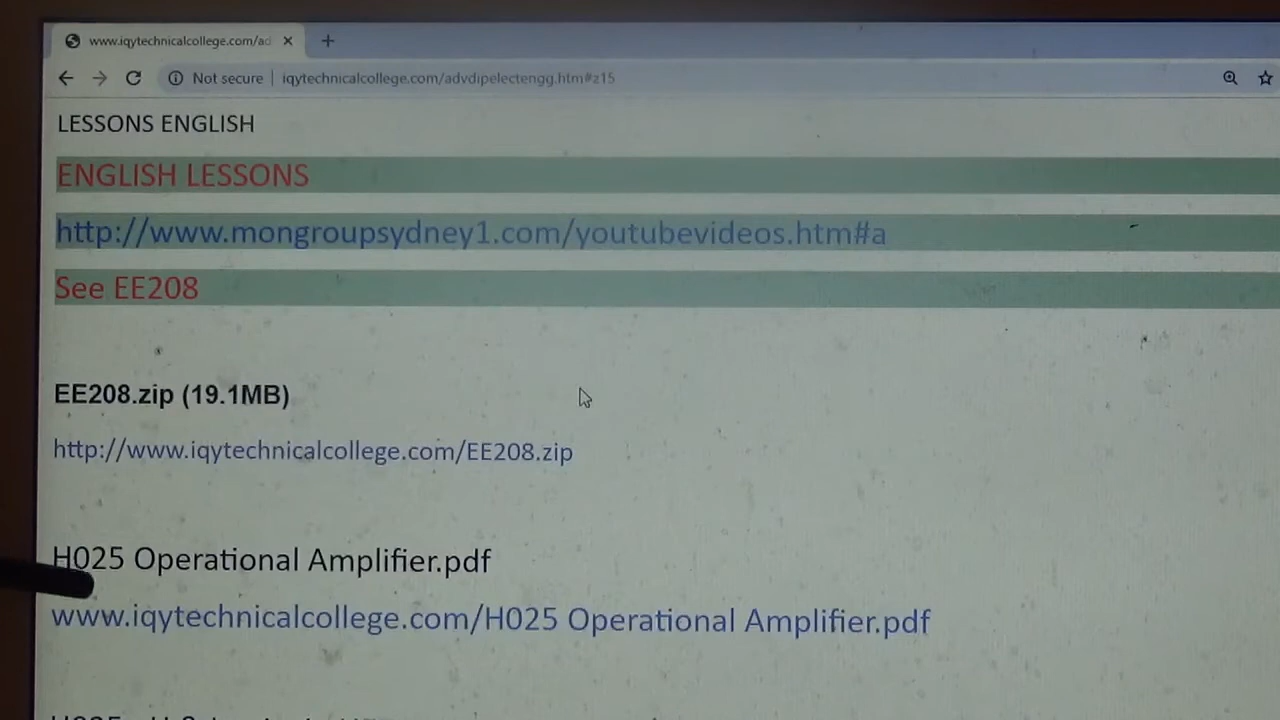 www.iqytechnicalcollege.com/ad
Not secure | iqytechnicalcollege.com/advdipelectengg.htm#z15
LESSONS ENGLISH
ENGLISH LESSONS
http://www.mongroupsydney1.com/youtubevideos.htm#a
See EE208
EE208.zip (19.1MB)
http://www.iqytechnicalcollege.com/EE208.zip
H025 Operational Amplifier.pdf
www.iqytechnicalcollege.com/H025 Operational Amplifier.pdf